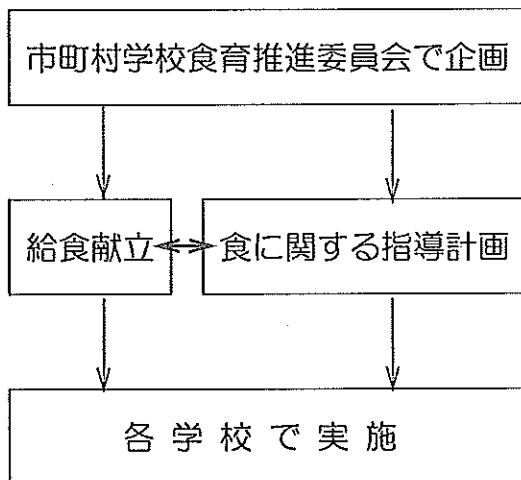 市町村学校食育推進委員会で企画
給食献立
食に関する指導計画
各学校で実施